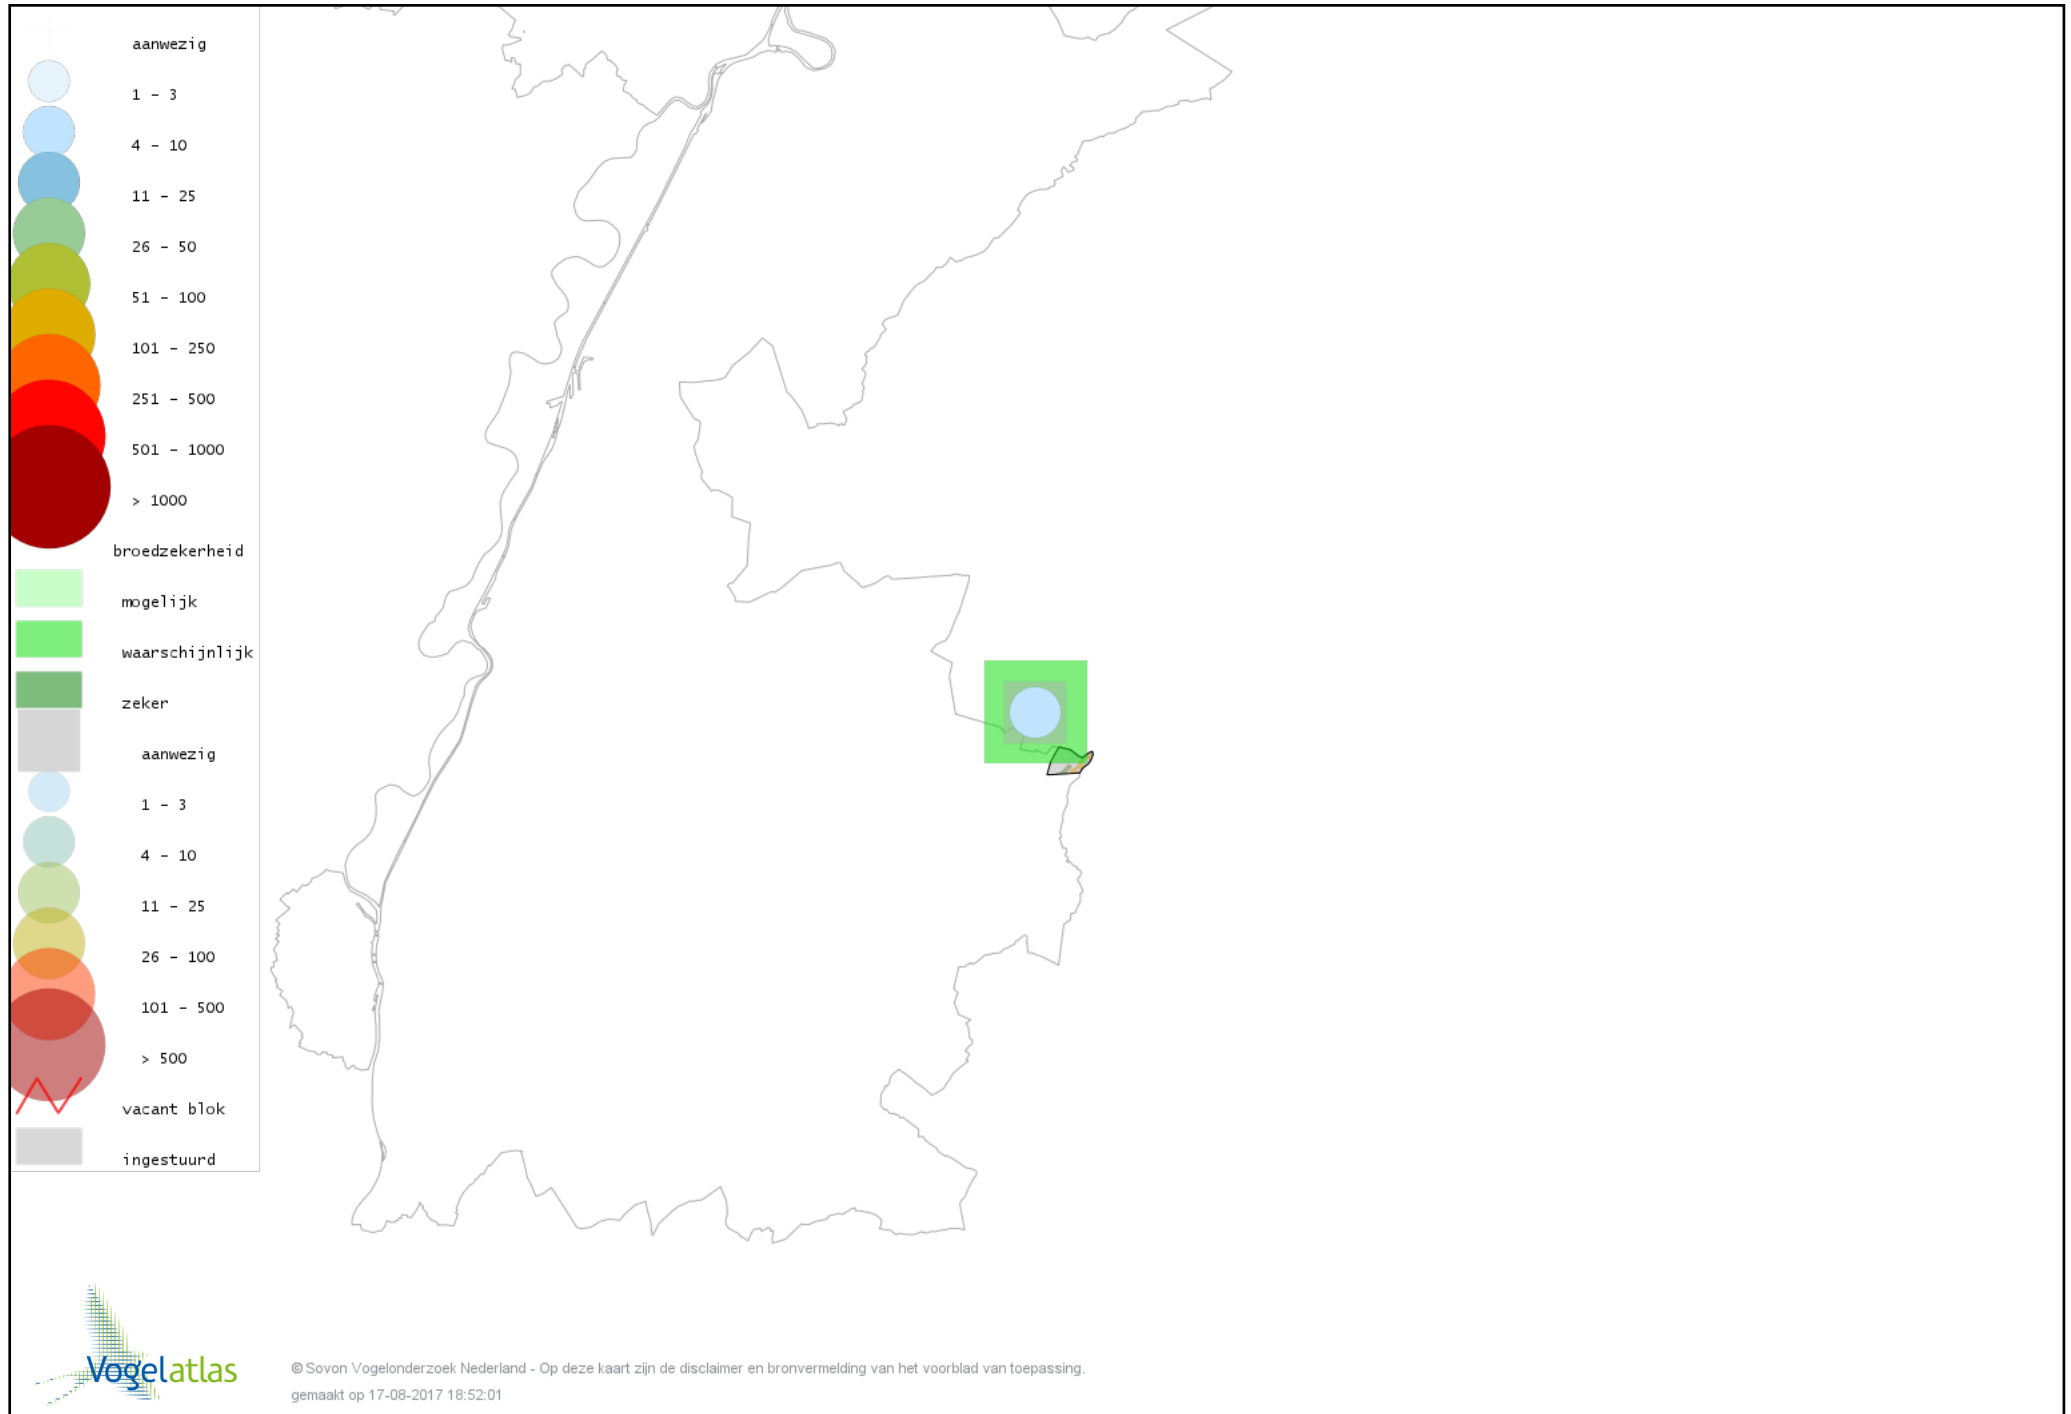 aanwezig
1 - 3
4 - 10
11 - 25
26 - 50
51 - 100
101 - 250
251 - 500
501 - 1000
> 1000
broedzekerheid
mogelijk
waarschijnlijk
zeker
aanwezig
1 - 3
4 - 10
11 - 25
26 - 100
101 - 500
> 500
vacant blok
ingestuurd
Vogelatlas
© Sovon Vogelonderzoek Nederland - Op deze kaart zijn de disclaimer en bronvermelding van het voorblad van toepassing.
gemaakt op 17-08-2017 18:52:01